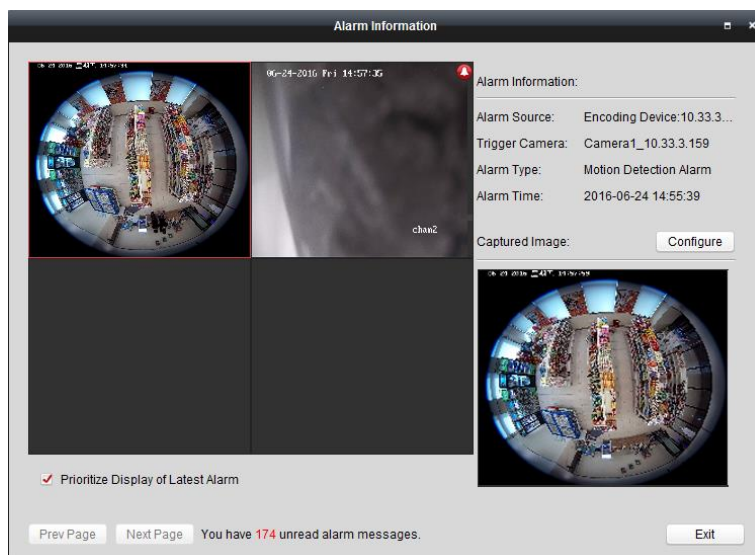 Alarm Information
06-24-2016 Fri 14:57:35
chan2
Alarm Information:
Alarm Source: Encoding Device:10.33.3...
Trigger Camera: Camera1_10.33.3.159
Alarm Type: Motion Detection Alarm
Alarm Time: 2016-06-24 14:55:39
Captured Image: Configure
Prioritize Display of Latest Alarm
Prev Page Next Page You have 174 unread alarm messages. Exit